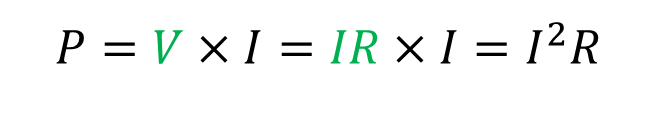 P = V × I = IR × I = I²R